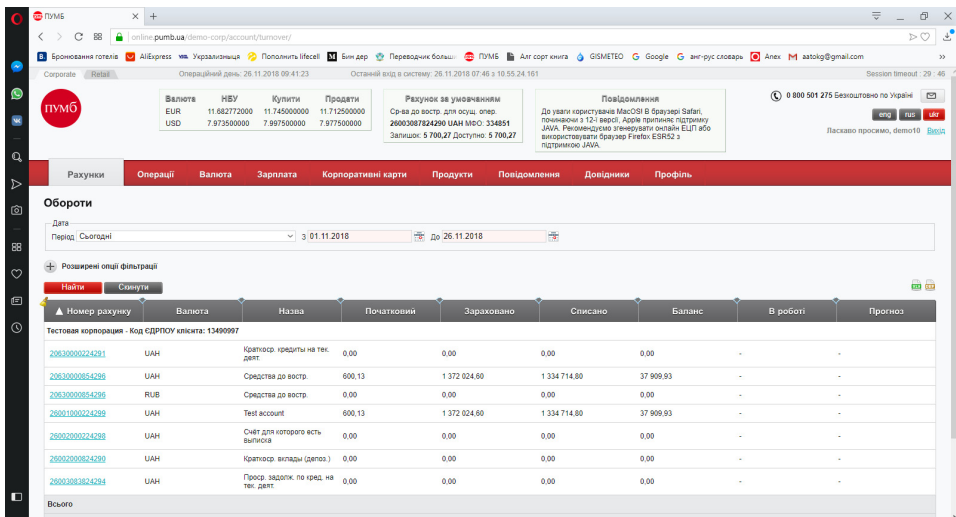 ПУМБ
online.pumb.ua/demo-corp/account/turnover/
Бронювання готелів AliExpress Укрзалізныця Пополнить lifecell Бим дер Переводчик больш ПУМБ Алг сорт книга GISMETEO Google анг-рус словарь Anex aatokg@gmail.com
Corporate Retail Операційний день: 26.11.2018 09:41:23 Останній вхід в систему: 26.11.2018 07:46 з 10.55.24.161 Session timeout : 29 : 46
ПУМБ
Валюта НБУ Купити Продати
EUR 11.682772000 11.745000000 11.712500000
USD 7.973500000 7.997500000 7.977500000
Рахунок за умовчанням
Ср-ва до востр. для осущ. опер.
26003087824290 UAH МФО: 334851
Залишок: 5 700,27 Доступно: 5 700,27
Повідомлення
До уваги користувачів MacOS! В браузері Safari,
починаючи з 12-ї версії, Apple припиняє підтримку
JAVA. Рекомендуємо згенерувати онлайн ЕЦП або
використовувати браузер Firefox ESR52 з
підтримкою JAVA.
0 800 501 275 Безкоштовно по Україні
eng rus ukr
Ласкаво просимо, demo10 Вихід
Рахунки Операції Валюта Зарплата Корпоративні карти Продукти Повідомлення Довідники Профіль
Обороти
Дата
Період Сьогодні З 01.11.2018 До 26.11.2018
Розширені опції фільтрації
Найти Скинути
Номер рахунку Валюта Назва Початковий Зараховано Списано Баланс В роботі Прогноз
Тестовая корпорация - Код ЄДРПОУ клієнта: 13490997
20630000224291 UAH Краткоср. кредиты на тек. деят. 0,00 0,00 0,00 0,00 - -
20630000854296 UAH Средства до востр. 600,13 1 372 024,60 1 334 714,80 37 909,93 - -
20630000854296 RUB Средства до востр. 0,00 0,00 0,00 0,00 - -
26001000224299 UAH Test account 600,13 1 372 024,60 1 334 714,80 37 909,93 - -
26002000224290 UAH Счёт для которого есть выписка 0,00 0,00 0,00 0,00 - -
26002000824290 UAH Краткоср. вклады (депоз.) 0,00 0,00 0,00 0,00 - -
26003083824294 UAH Проср. задолж. по кред. на тек. деят. 0,00 0,00 0,00 0,00 - -
Всього